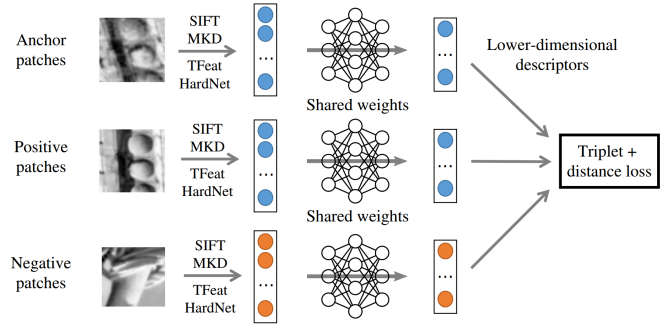 Anchor
patches
SIFT
MKD
TFeat
HardNet
...
Shared weights
...
Lower-dimensional
descriptors
Positive
patches
SIFT
MKD
TFeat
HardNet
...
Shared weights
...
Triplet +
distance loss
Negative
patches
SIFT
MKD
TFeat
HardNet
...
...